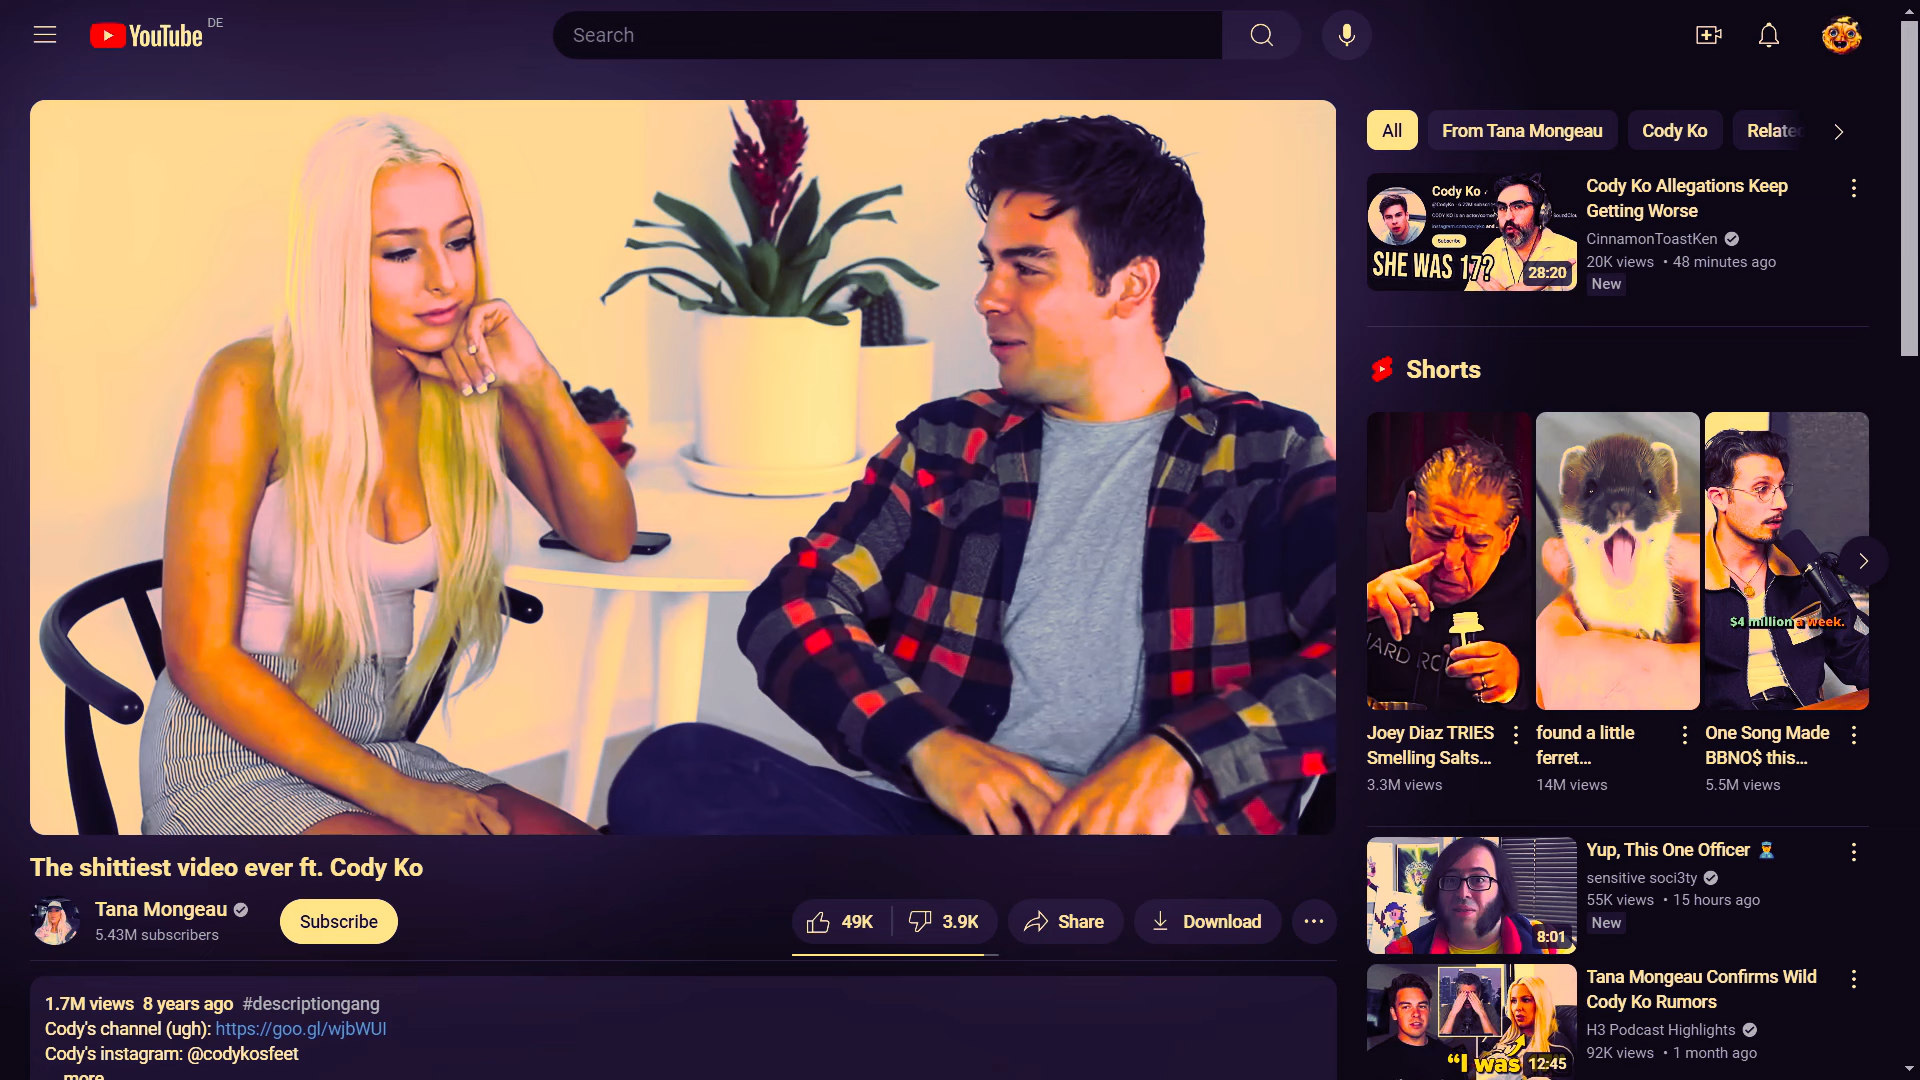 YouTube DE
Search
All
From Tana Mongeau
Cody Ko
Related
Cody Ko
SHE WAS 17?
28:20
Cody Ko Allegations Keep
Getting Worse
CinnamonToastKen
20K views • 48 minutes ago
New
Shorts
$4 million a week.
Joey Diaz TRIES
Smelling Salts...
3.3M views
found a little
ferret...
14M views
One Song Made
BBNO$ this...
5.5M views
The shittiest video ever ft. Cody Ko
Tana Mongeau
5.43M subscribers
Subscribe
49K
3.9K
Share
Download
1.7M views 8 years ago #descriptiongang
Cody's channel (ugh): https://goo.gl/wjbWUI
Cody's instagram: @codykosfeet
...more
8:01
Yup, This One Officer
sensitive soci3ty
55K views • 15 hours ago
New
"I was
12:45
Tana Mongeau Confirms Wild
Cody Ko Rumors
H3 Podcast Highlights
92K views • 1 month ago